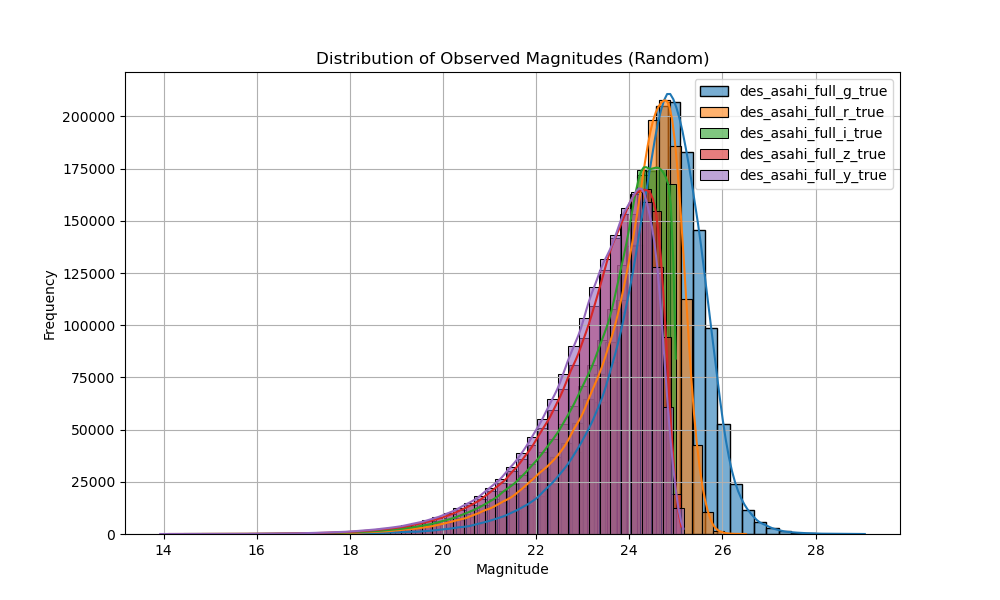 Distribution of Observed Magnitudes (Random)
des_asahi_full_g_true
des_asahi_full_r_true
des_asahi_full_i_true
des_asahi_full_z_true
des_asahi_full_y_true
200000
175000
150000
125000
100000
75000
50000
25000
0
Frequency
14 16 18 20 22 24 26 28
Magnitude